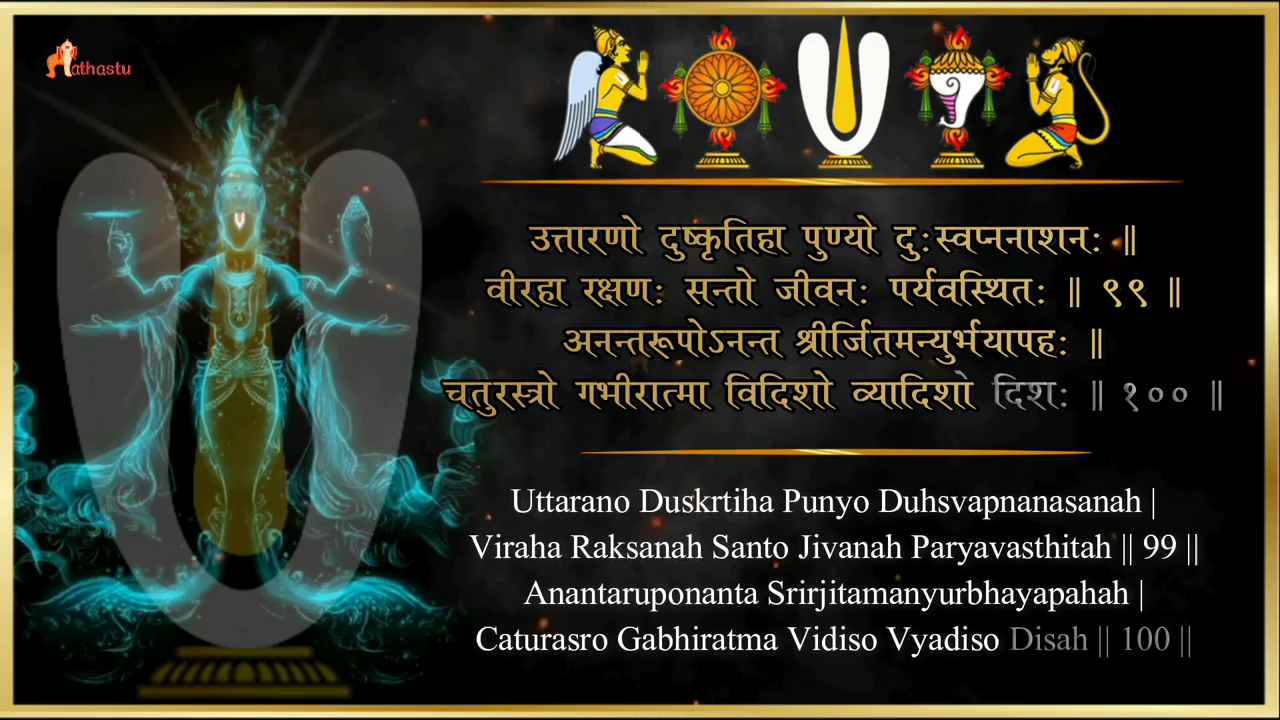 athastu
उत्तारणो दुष्कृतिहा पुण्यो दुःस्वप्ननाशनः ॥
वीरहा रक्षणः सन्तो जीवनः पर्यवस्थितः ॥ ९९ ॥
अनन्तरूपोऽनन्त श्रीर्जितमन्युर्भयापहः ॥
चतुरस्त्रो गभीरात्मा विदिशो व्यादिशो दिशः ॥ १०० ॥
Uttarano Duskrtiha Punyo Duhsvapnanasanah |
Viraha Raksanah Santo Jivanah Paryavasthitah || 99 ||
Anantaruponanta Srirjitamanyurbhayapahah |
Caturasro Gabhiratma Vidiso Vyadiso Disah || 100 ||